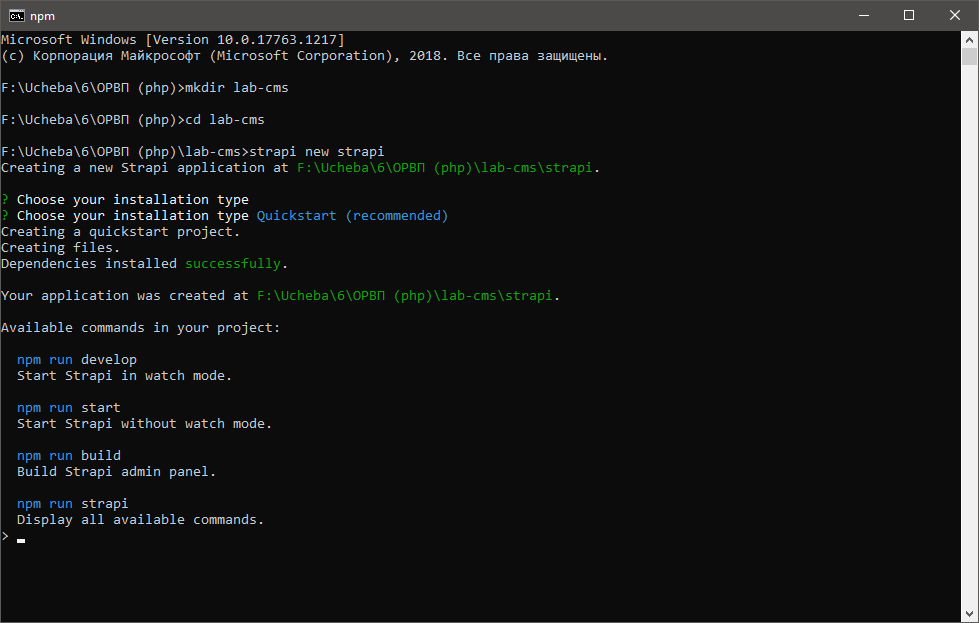 npm
Microsoft Windows [Version 10.0.17763.1217]
(c) Корпорация Майкрософт (Microsoft Corporation), 2018. Все права защищены.
F:\Ucheba\6\ОРВП (php)>mkdir lab-cms
F:\Ucheba\6\ОРВП (php)>cd lab-cms
F:\Ucheba\6\ОРВП (php)\lab-cms>strapi new strapi
Creating a new Strapi application at F:\Ucheba\6\ОРВП (php)\lab-cms\strapi.
? Choose your installation type
? Choose your installation type Quickstart (recommended)
Creating a quickstart project.
Creating files.
Dependencies installed successfully.
Your application was created at F:\Ucheba\6\ОРВП (php)\lab-cms\strapi.
Available commands in your project:
npm run develop
Start Strapi in watch mode.
npm run start
Start Strapi without watch mode.
npm run build
Build Strapi admin panel.
npm run strapi
Display all available commands.
>